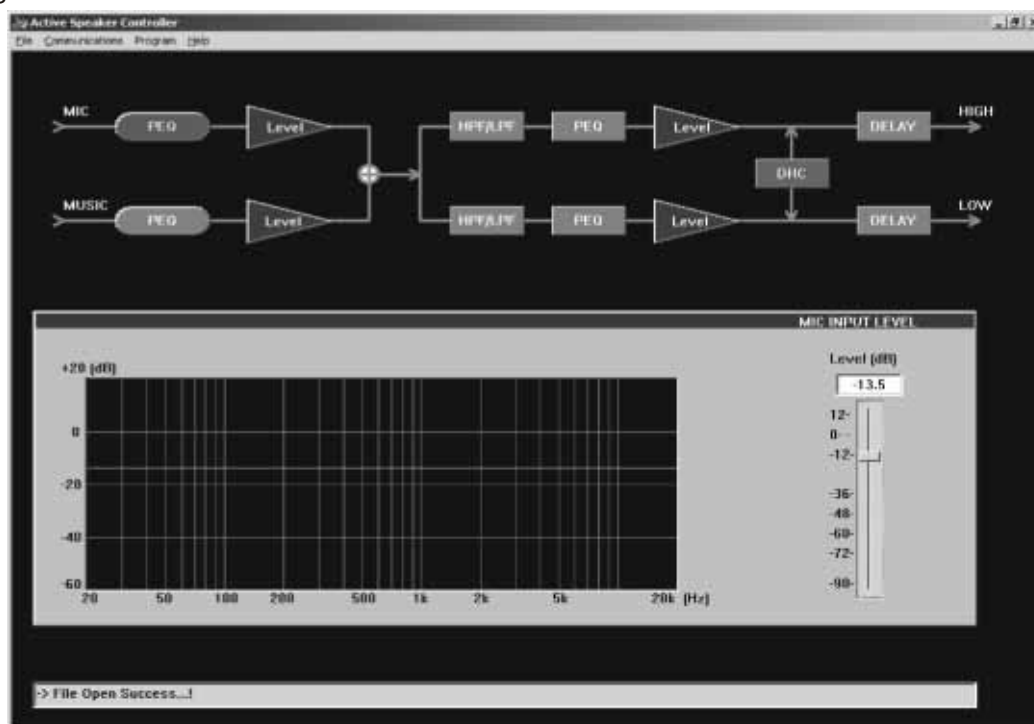 Active Speaker Controller
File Communications Program Help
MIC PEQ Level HPF/LPF PEQ Level DELAY HIGH
DHC
MUSIC PEQ Level HPF/LPF PEQ Level DELAY LOW
MIC INPUT LEVEL
Level (dB)
-13.5
12-
0--
-12-
-36-
-48-
-60-
-72-
-90-
+20 (dB)
0
-20
-40
-60
20 50 100 200 500 1k 2k 5k 20k (Hz)
-> File Open Success...!